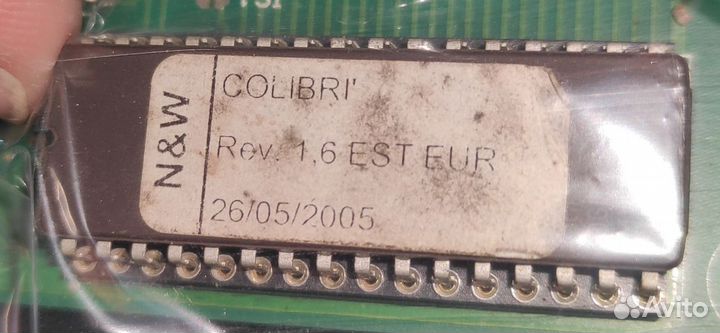 N&W
COLIBRI'
Rev. 1,6 EST EUR
26/05/2005
Avito